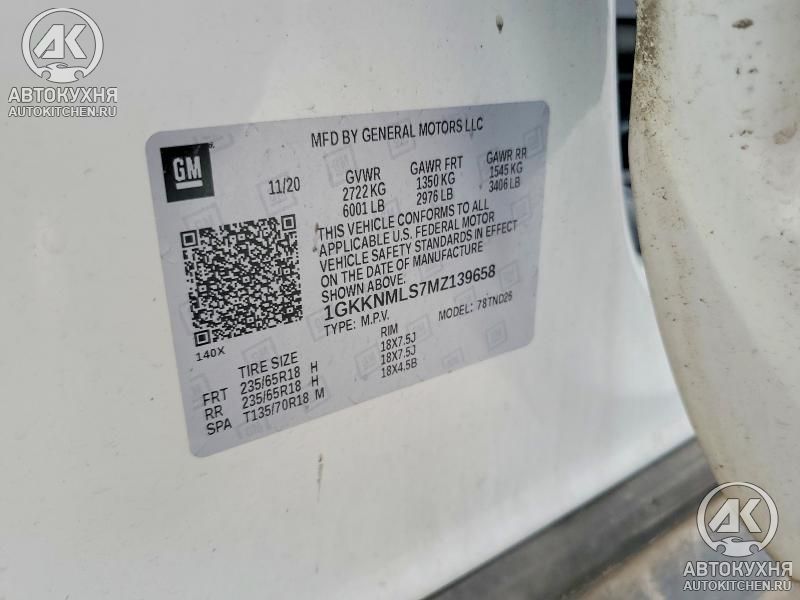 AK
АВТОКУХНЯ
AUTOKITCHEN.RU
MFD BY GENERAL MOTORS LLC
GM
11/20
GVWR
2722 KG
6001 LB
GAWR FRT
1350 KG
2976 LB
GAWR RR
1545 KG
3406 LB
THIS VEHICLE CONFORMS TO ALL
APPLICABLE U.S. FEDERAL MOTOR
VEHICLE SAFETY STANDARDS IN EFFECT
ON THE DATE OF MANUFACTURE
SHOWN ABOVE.
1GKKNMLS7MZ139658
TYPE: M.P.V. MODEL: 78TND26
140X
TIRE SIZE RIM
FRT 235/65R18 H 18X7.5J
RR 235/65R18 H 18X7.5J
SPA T135/70R18 M 18X4.5B
AK
АВТОКУХНЯ
AUTOKITCHEN.RU